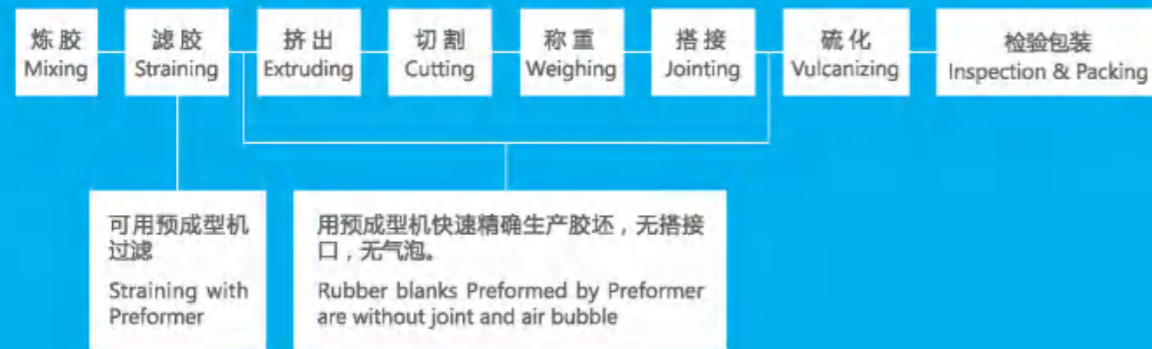 炼胶
Mixing
滤胶
Straining
挤出
Extruding
切割
Cutting
称重
Weighing
搭接
Jointing
硫化
Vulcanizing
检验包装
Inspection & Packing
可用预成型机
过滤
Straining with
Preformer
用预成型机快速精确生产胶坯，无搭接
口，无气泡。
Rubber blanks Preformed by Preformer
are without joint and air bubble